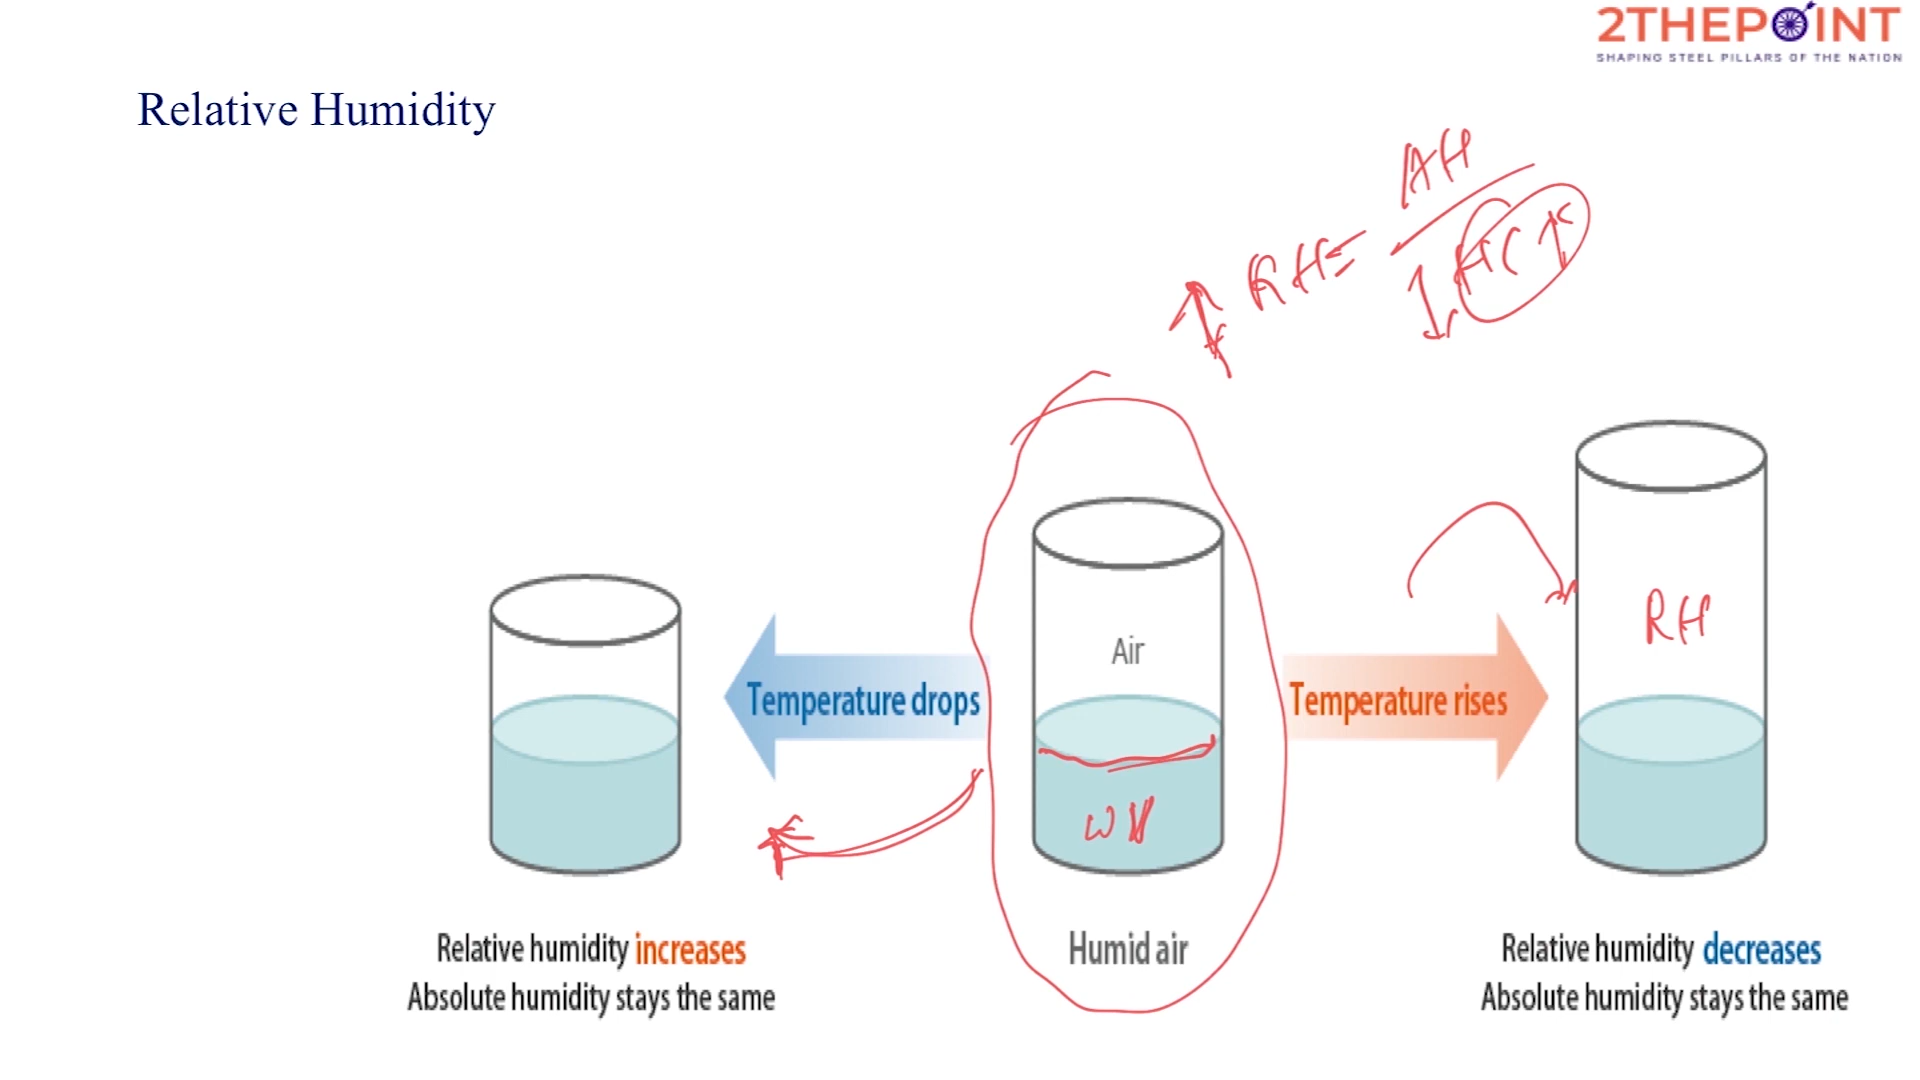 2THEPOINT
SHAPING STEEL PILLARS OF THE NATION
Relative Humidity
AH
RH=
HC
Air
RH
Temperature drops
Temperature rises
WV
Humid air
Relative humidity increases
Absolute humidity stays the same
Relative humidity decreases
Absolute humidity stays the same